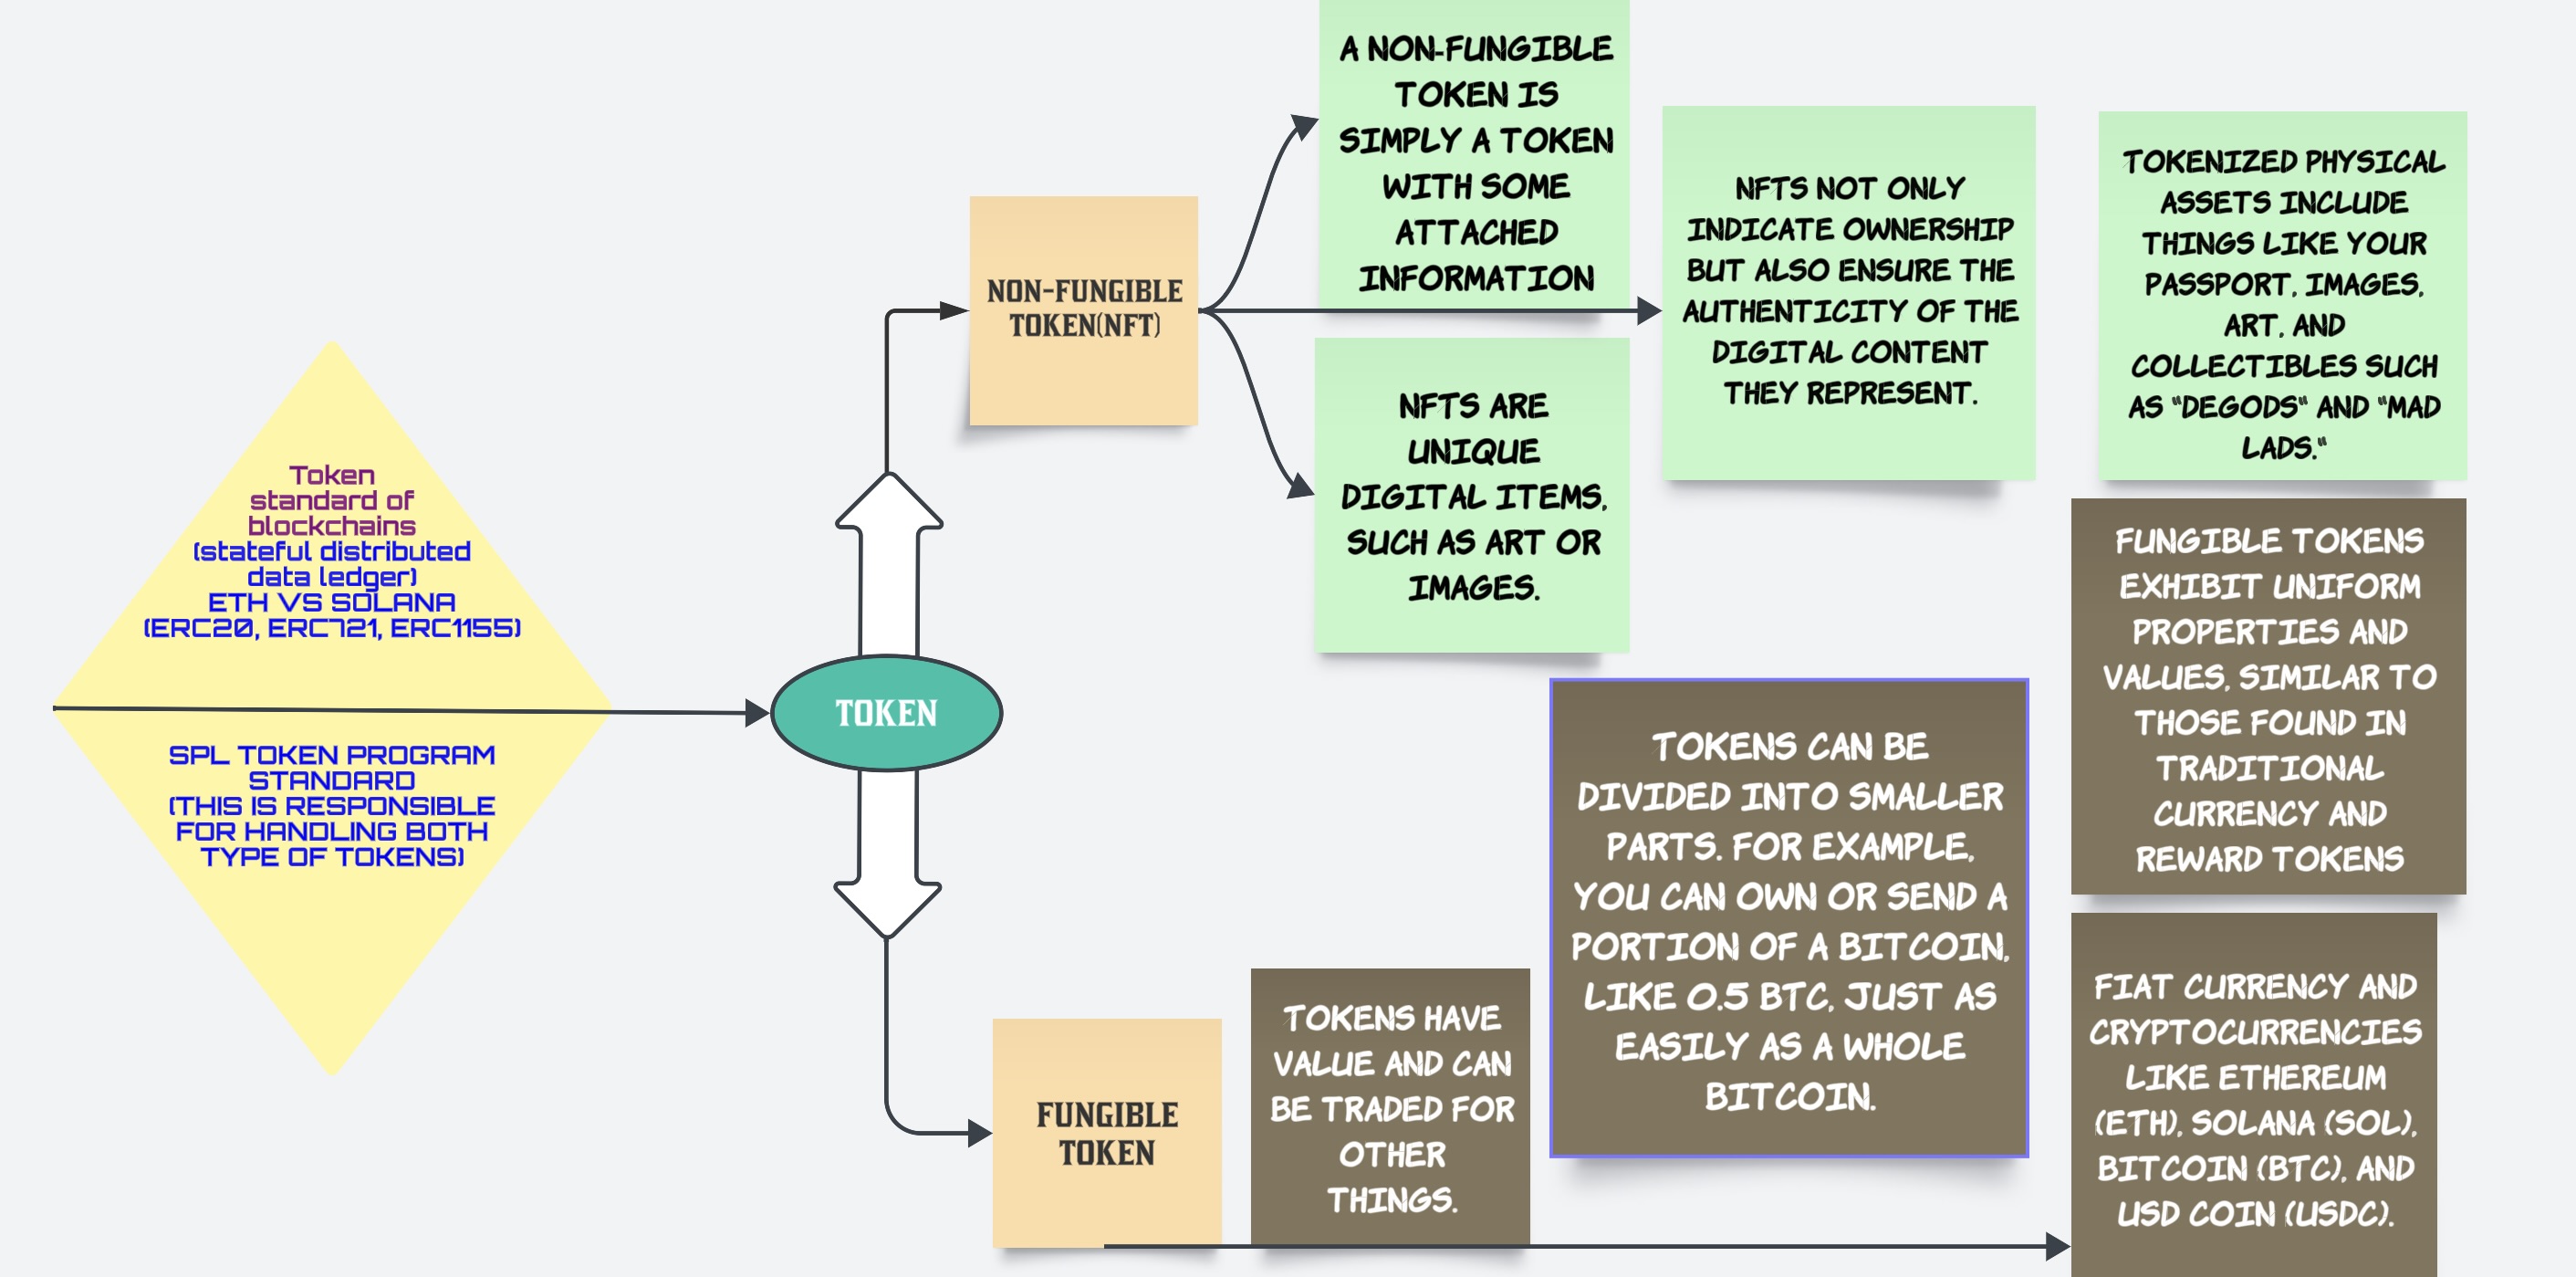 Token
standard of
blockchains
(stateful distributed
data ledger)
ETH VS SOLANA
(ERC20, ERC721, ERC1155)
SPL TOKEN PROGRAM
STANDARD
(THIS IS RESPONSIBLE
FOR HANDLING BOTH
TYPE OF TOKENS)
TOKEN
NON-FUNGIBLE
TOKEN(NFT)
A NON-FUNGIBLE
TOKEN IS
SIMPLY A TOKEN
WITH SOME
ATTACHED
INFORMATION
NFTS ARE
UNIQUE
DIGITAL ITEMS,
SUCH AS ART OR
IMAGES.
NFTS NOT ONLY
INDICATE OWNERSHIP
BUT ALSO ENSURE THE
AUTHENTICITY OF THE
DIGITAL CONTENT
THEY REPRESENT.
TOKENIZED PHYSICAL
ASSETS INCLUDE
THINGS LIKE YOUR
PASSPORT, IMAGES,
ART, AND
COLLECTIBLES SUCH
AS "DEGODS" AND "MAD
LADS."
FUNGIBLE
TOKEN
TOKENS HAVE
VALUE AND CAN
BE TRADED FOR
OTHER
THINGS.
TOKENS CAN BE
DIVIDED INTO SMALLER
PARTS. FOR EXAMPLE,
YOU CAN OWN OR SEND A
PORTION OF A BITCOIN,
LIKE 0.5 BTC, JUST AS
EASILY AS A WHOLE
BITCOIN.
FUNGIBLE TOKENS
EXHIBIT UNIFORM
PROPERTIES AND
VALUES, SIMILAR TO
THOSE FOUND IN
TRADITIONAL
CURRENCY AND
REWARD TOKENS
FIAT CURRENCY AND
CRYPTOCURRENCIES
LIKE ETHEREUM
(ETH), SOLANA (SOL),
BITCOIN (BTC), AND
USD COIN (USDC).